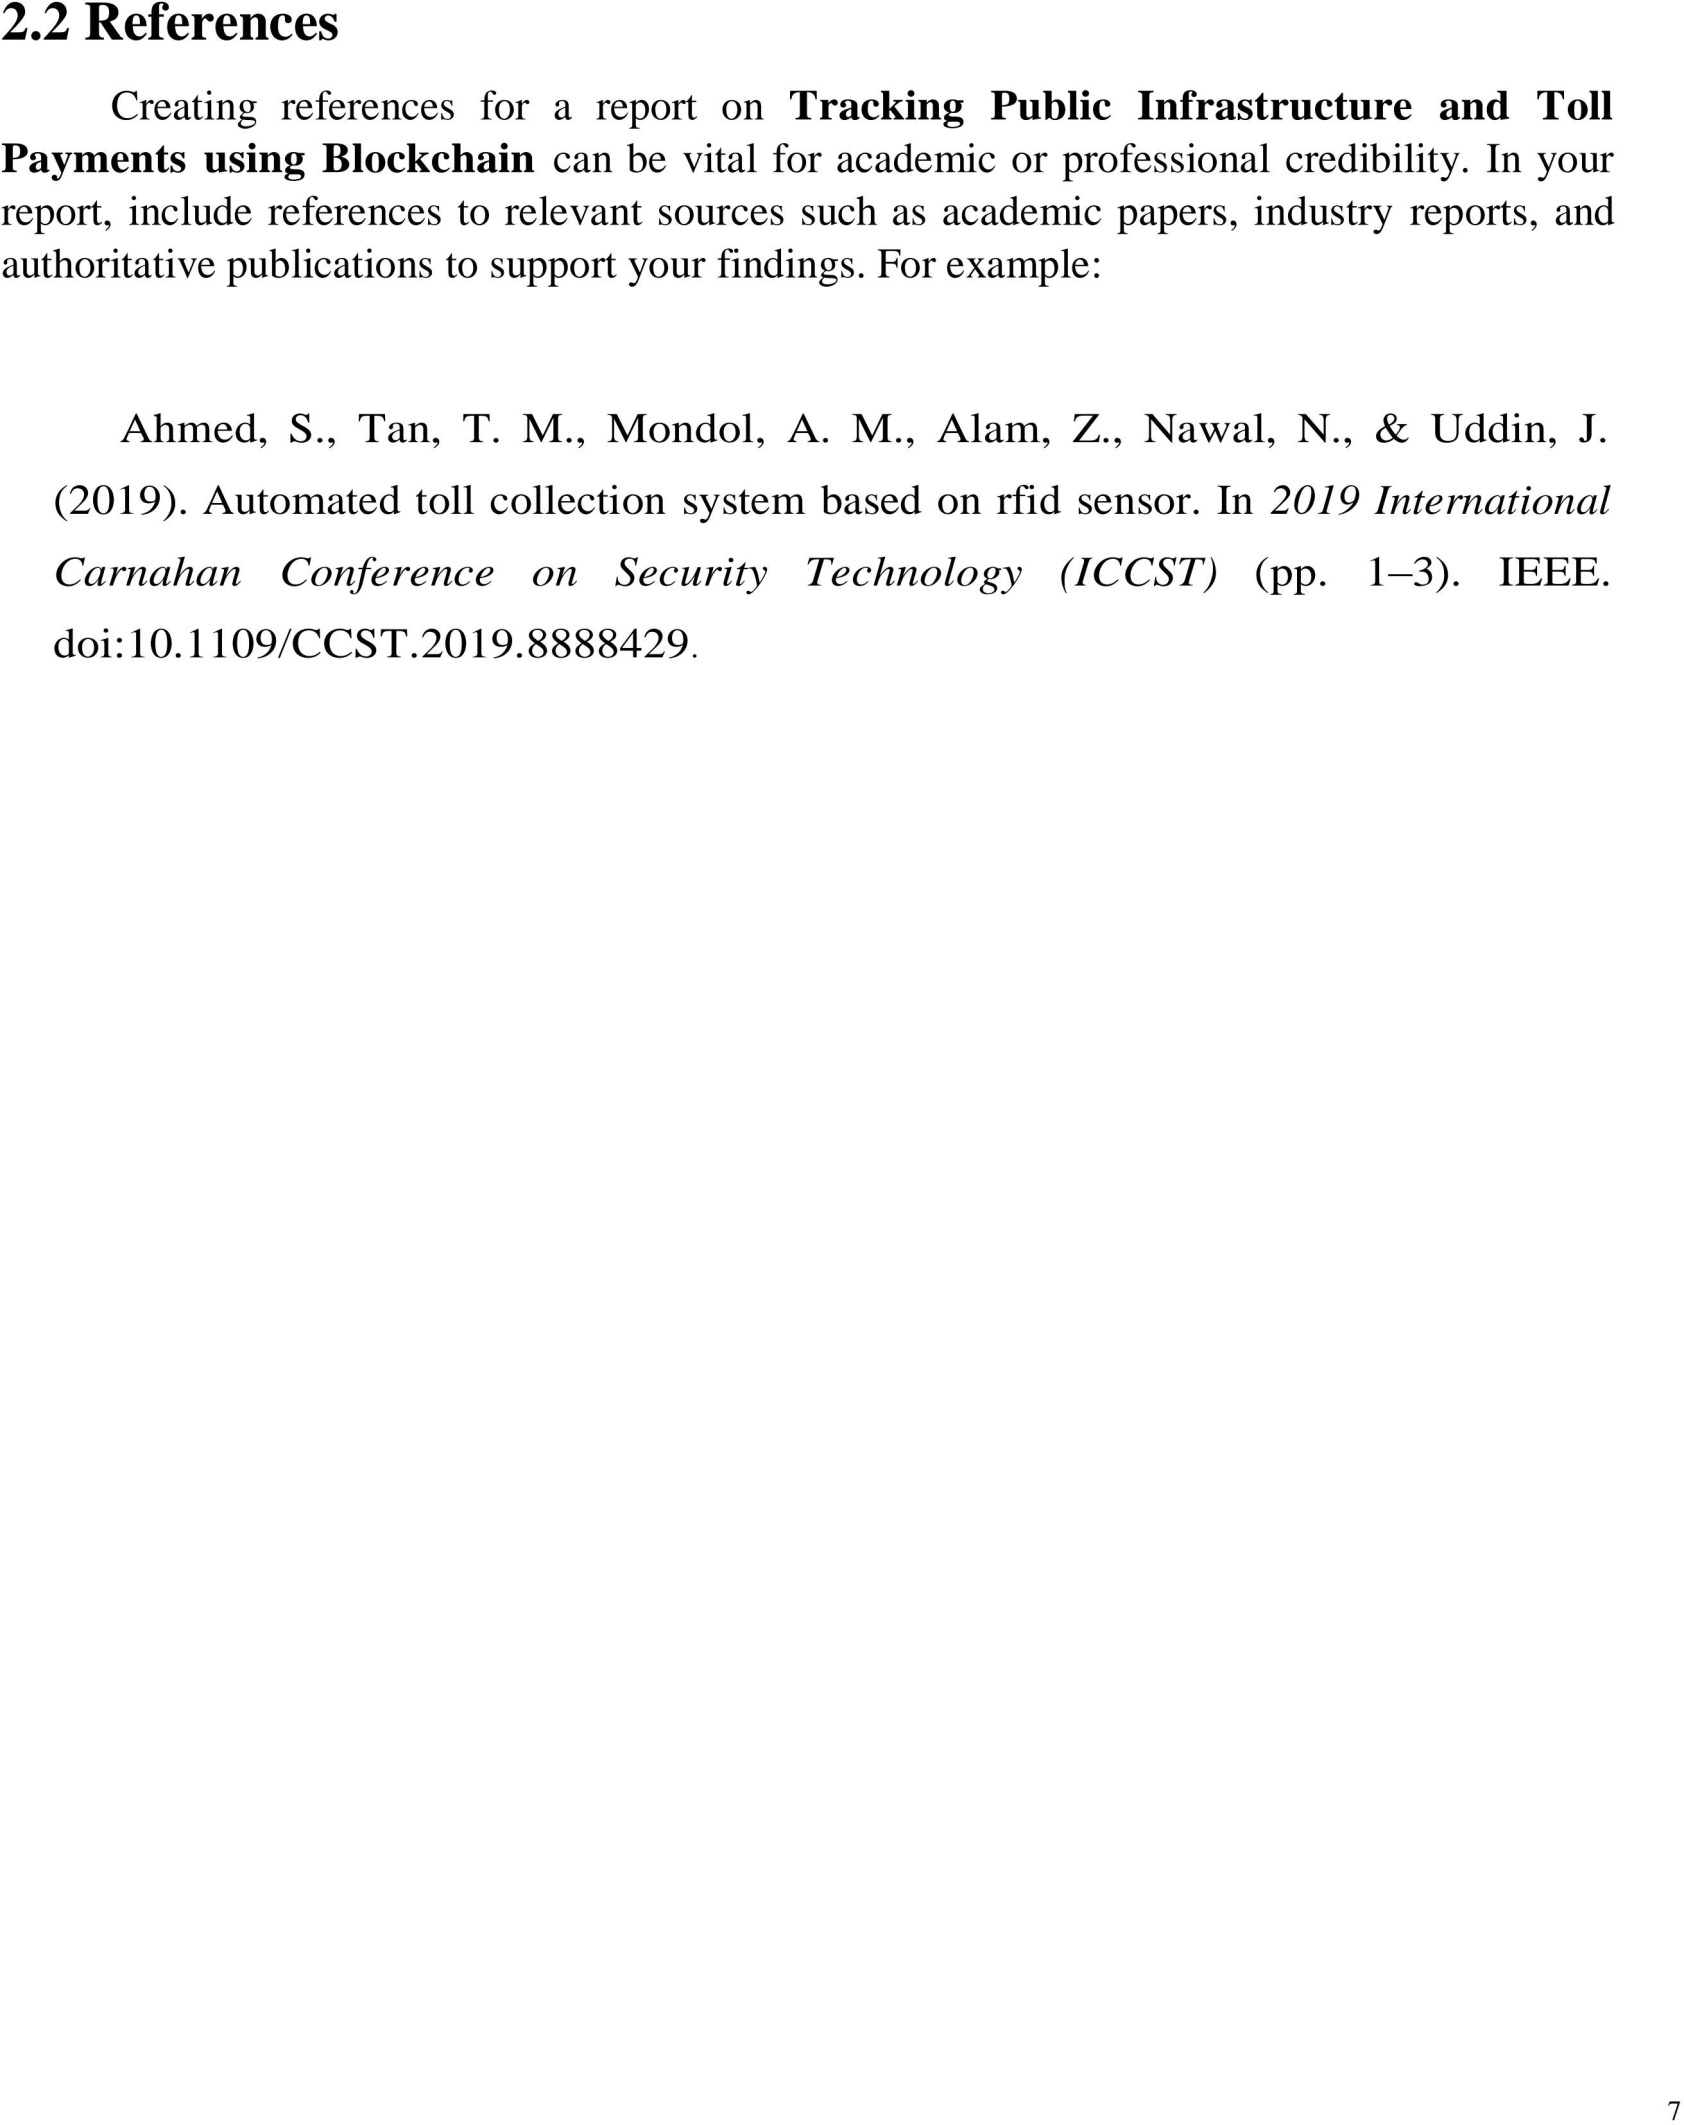 2.2 References
Creating references for a report on Tracking Public Infrastructure and Toll
Payments using Blockchain can be vital for academic or professional credibility. In your
report, include references to relevant sources such as academic papers, industry reports, and
authoritative publications to support your findings. For example:
Ahmed, S., Tan, T. M., Mondol, A. M., Alam, Z., Nawal, N., & Uddin, J.
(2019). Automated toll collection system based on rfid sensor. In 2019 International
Carnahan Conference on Security Technology (ICCST) (pp. 1–3). IEEE.
doi:10.1109/CCST.2019.8888429.
7